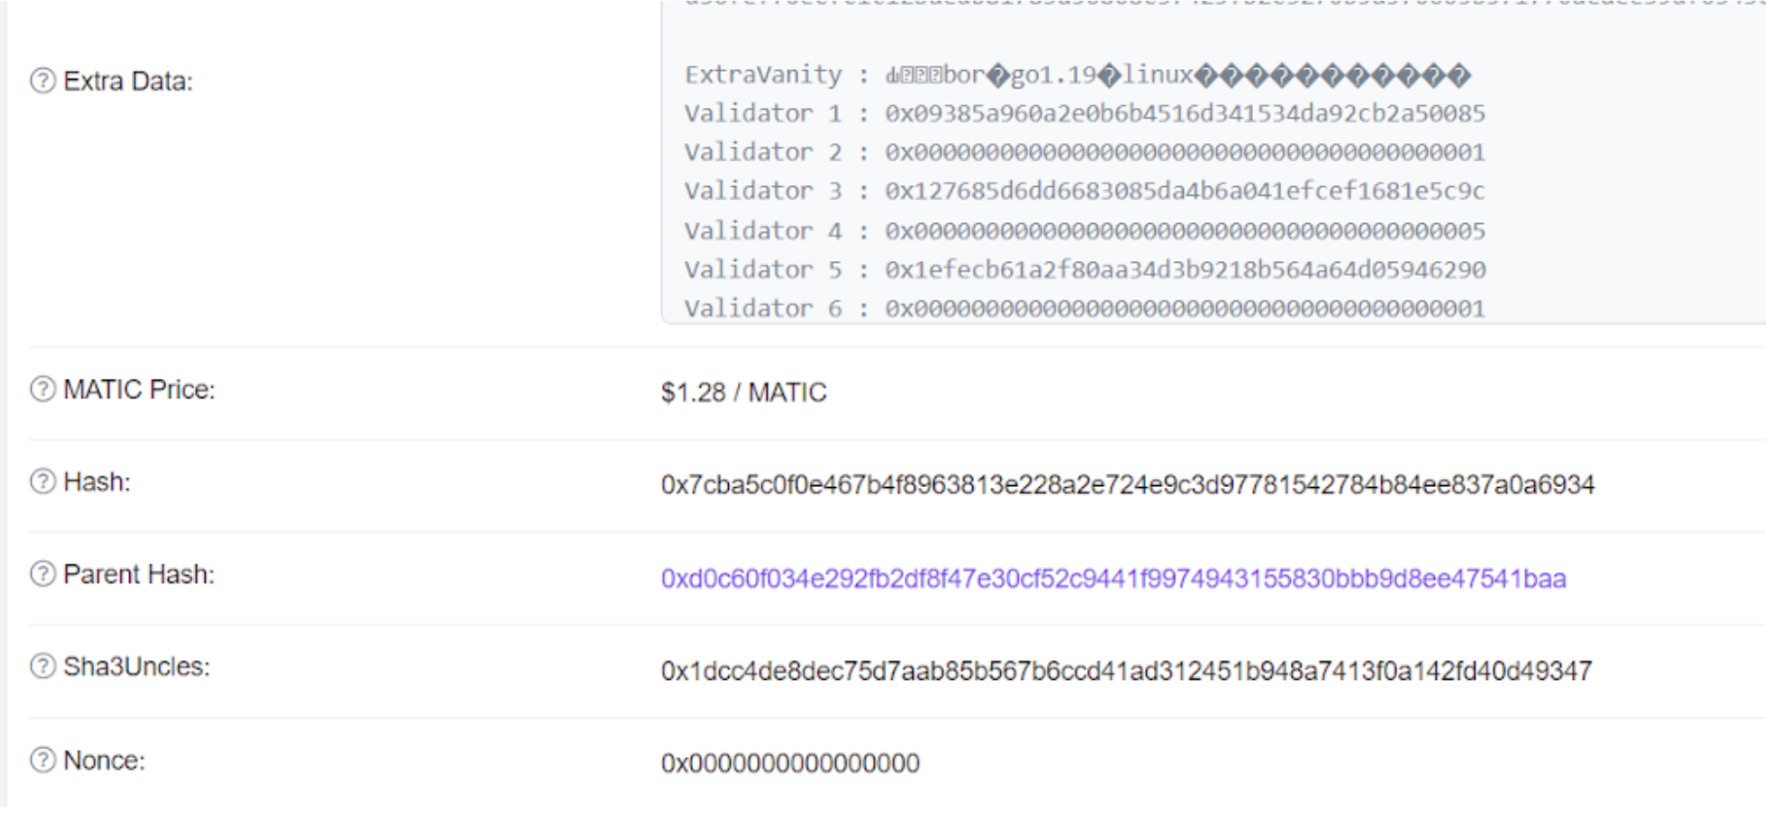 Extra Data:
ExtraVanity : bor�go1.19�linux������������
Validator 1 : 0x09385a960a2e0b6b4516d341534da92cb2a50085
Validator 2 : 0x0000000000000000000000000000000000000001
Validator 3 : 0x127685d6dd6683085da4b6a041efcef1681e5c9c
Validator 4 : 0x0000000000000000000000000000000000000005
Validator 5 : 0x1efecb61a2f80aa34d3b9218b564a64d05946290
Validator 6 : 0x0000000000000000000000000000000000000001
MATIC Price:
$1.28 / MATIC
Hash:
0x7cba5c0f0e467b4f8963813e228a2e724e9c3d97781542784b84ee837a0a6934
Parent Hash:
0xd0c60f034e292fb2df8f47e30cf52c9441f9974943155830bbb9d8ee47541baa
Sha3Uncles:
0x1dcc4de8dec75d7aab85b567b6ccd41ad312451b948a7413f0a142fd40d49347
Nonce:
0x0000000000000000